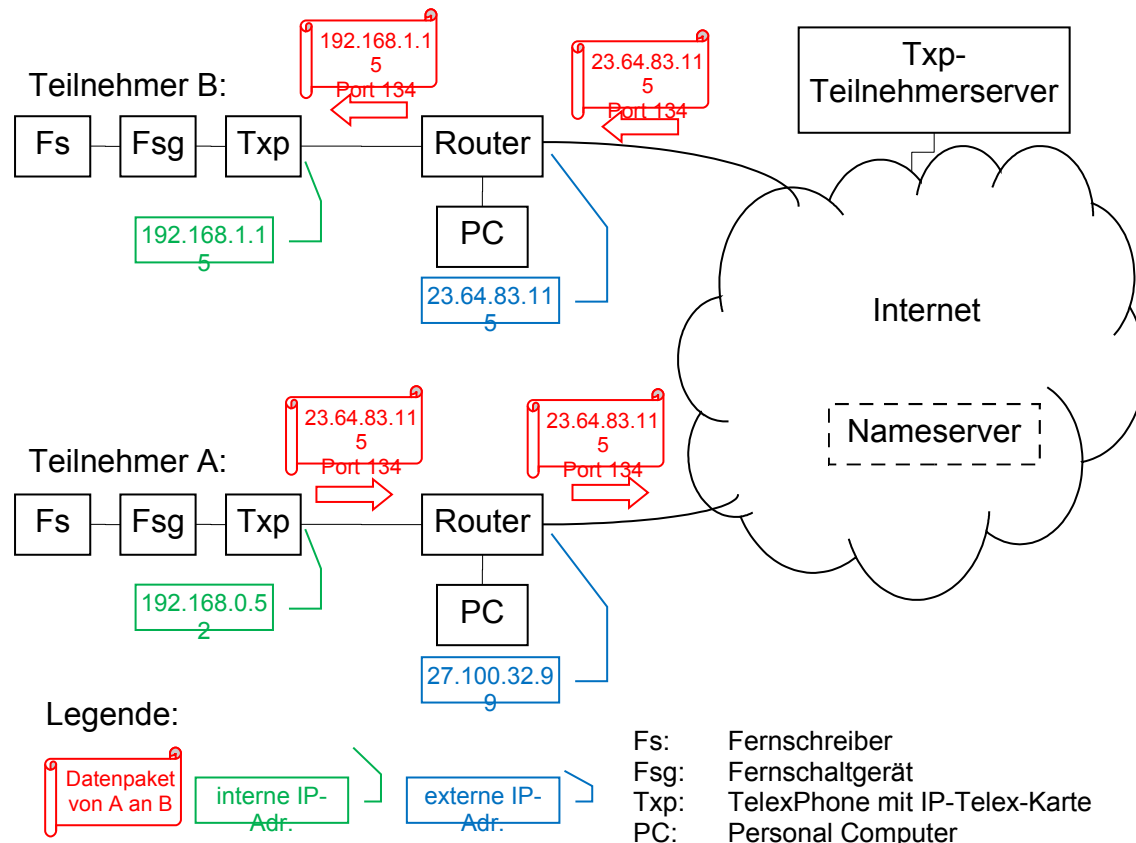 192.168.1.1
5
Port 134
23.64.83.11
5
Port 134
Txp-
Teilnehmerserver
Teilnehmer B:
Fs
Fsg
Txp
Router
192.168.1.1
5
PC
23.64.83.11
5
Internet
Nameserver
23.64.83.11
5
Port 134
23.64.83.11
5
Port 134
Teilnehmer A:
Fs
Fsg
Txp
Router
192.168.0.5
2
PC
27.100.32.9
9
Legende:
Datenpaket
von A an B
interne IP-
Adr.
externe IP-
Adr.
Fs: Fernschreiber
Fsg: Fernschaltgerät
Txp: TelexPhone mit IP-Telex-Karte
PC: Personal Computer